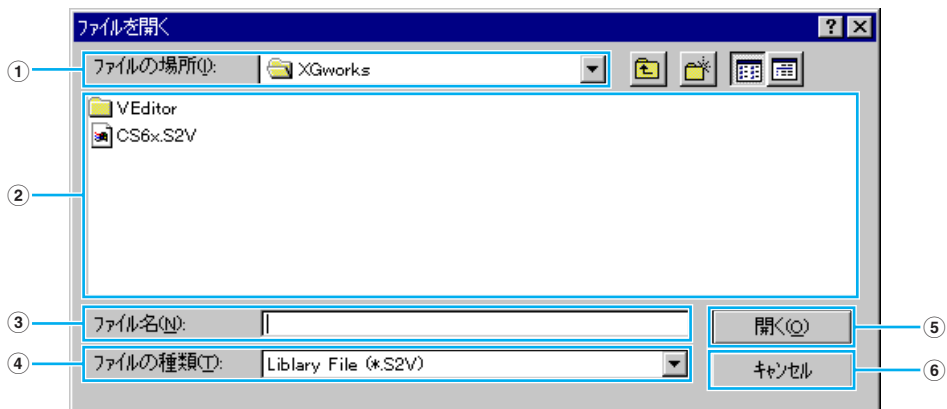 ファイルを開く
① ファイルの場所(I): XGworks
VEditor
CS6x.S2V
②
③ ファイル名(N): 開く(O) ⑤
④ ファイルの種類(T): Liblary File (*.S2V) キャンセル ⑥